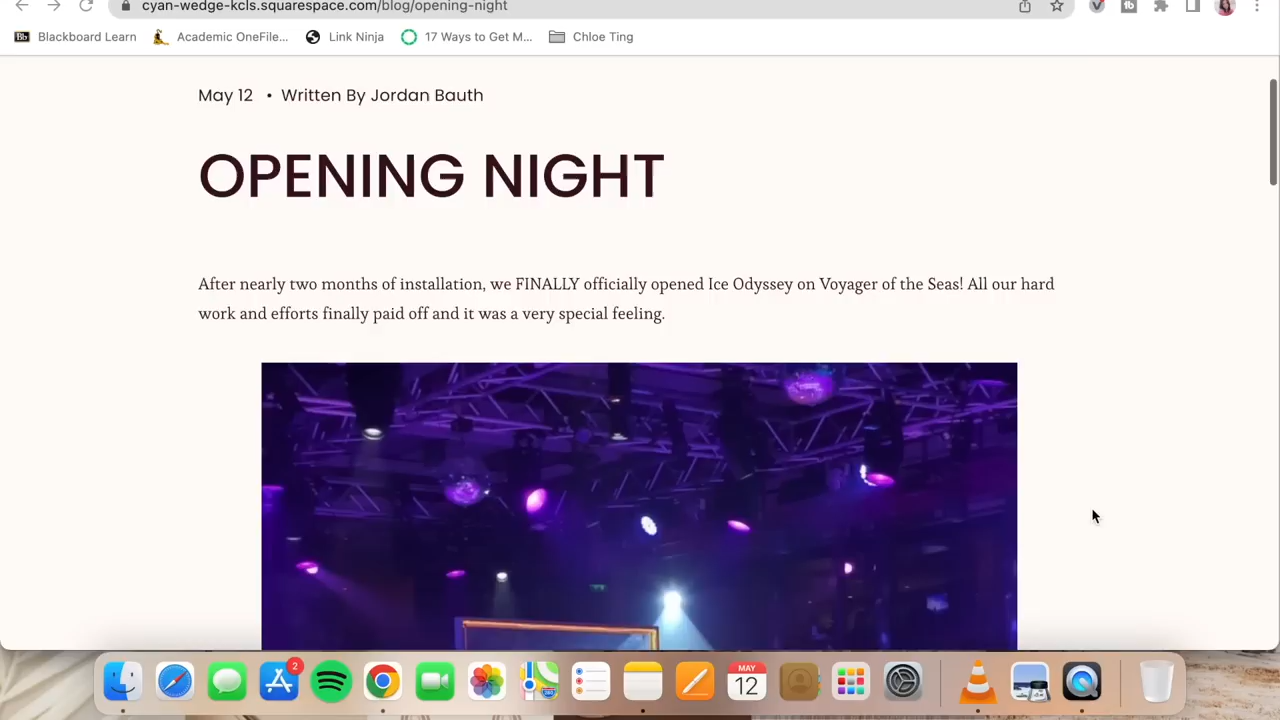 cyan-wedge-kcls.squarespace.com/blog/opening-night
Blackboard Learn Academic OneFile... Link Ninja 17 Ways to Get M... Chloe Ting
May 12 • Written By Jordan Bauth
OPENING NIGHT
After nearly two months of installation, we FINALLY officially opened Ice Odyssey on Voyager of the Seas! All our hard
work and efforts finally paid off and it was a very special feeling.
2
MAY
12